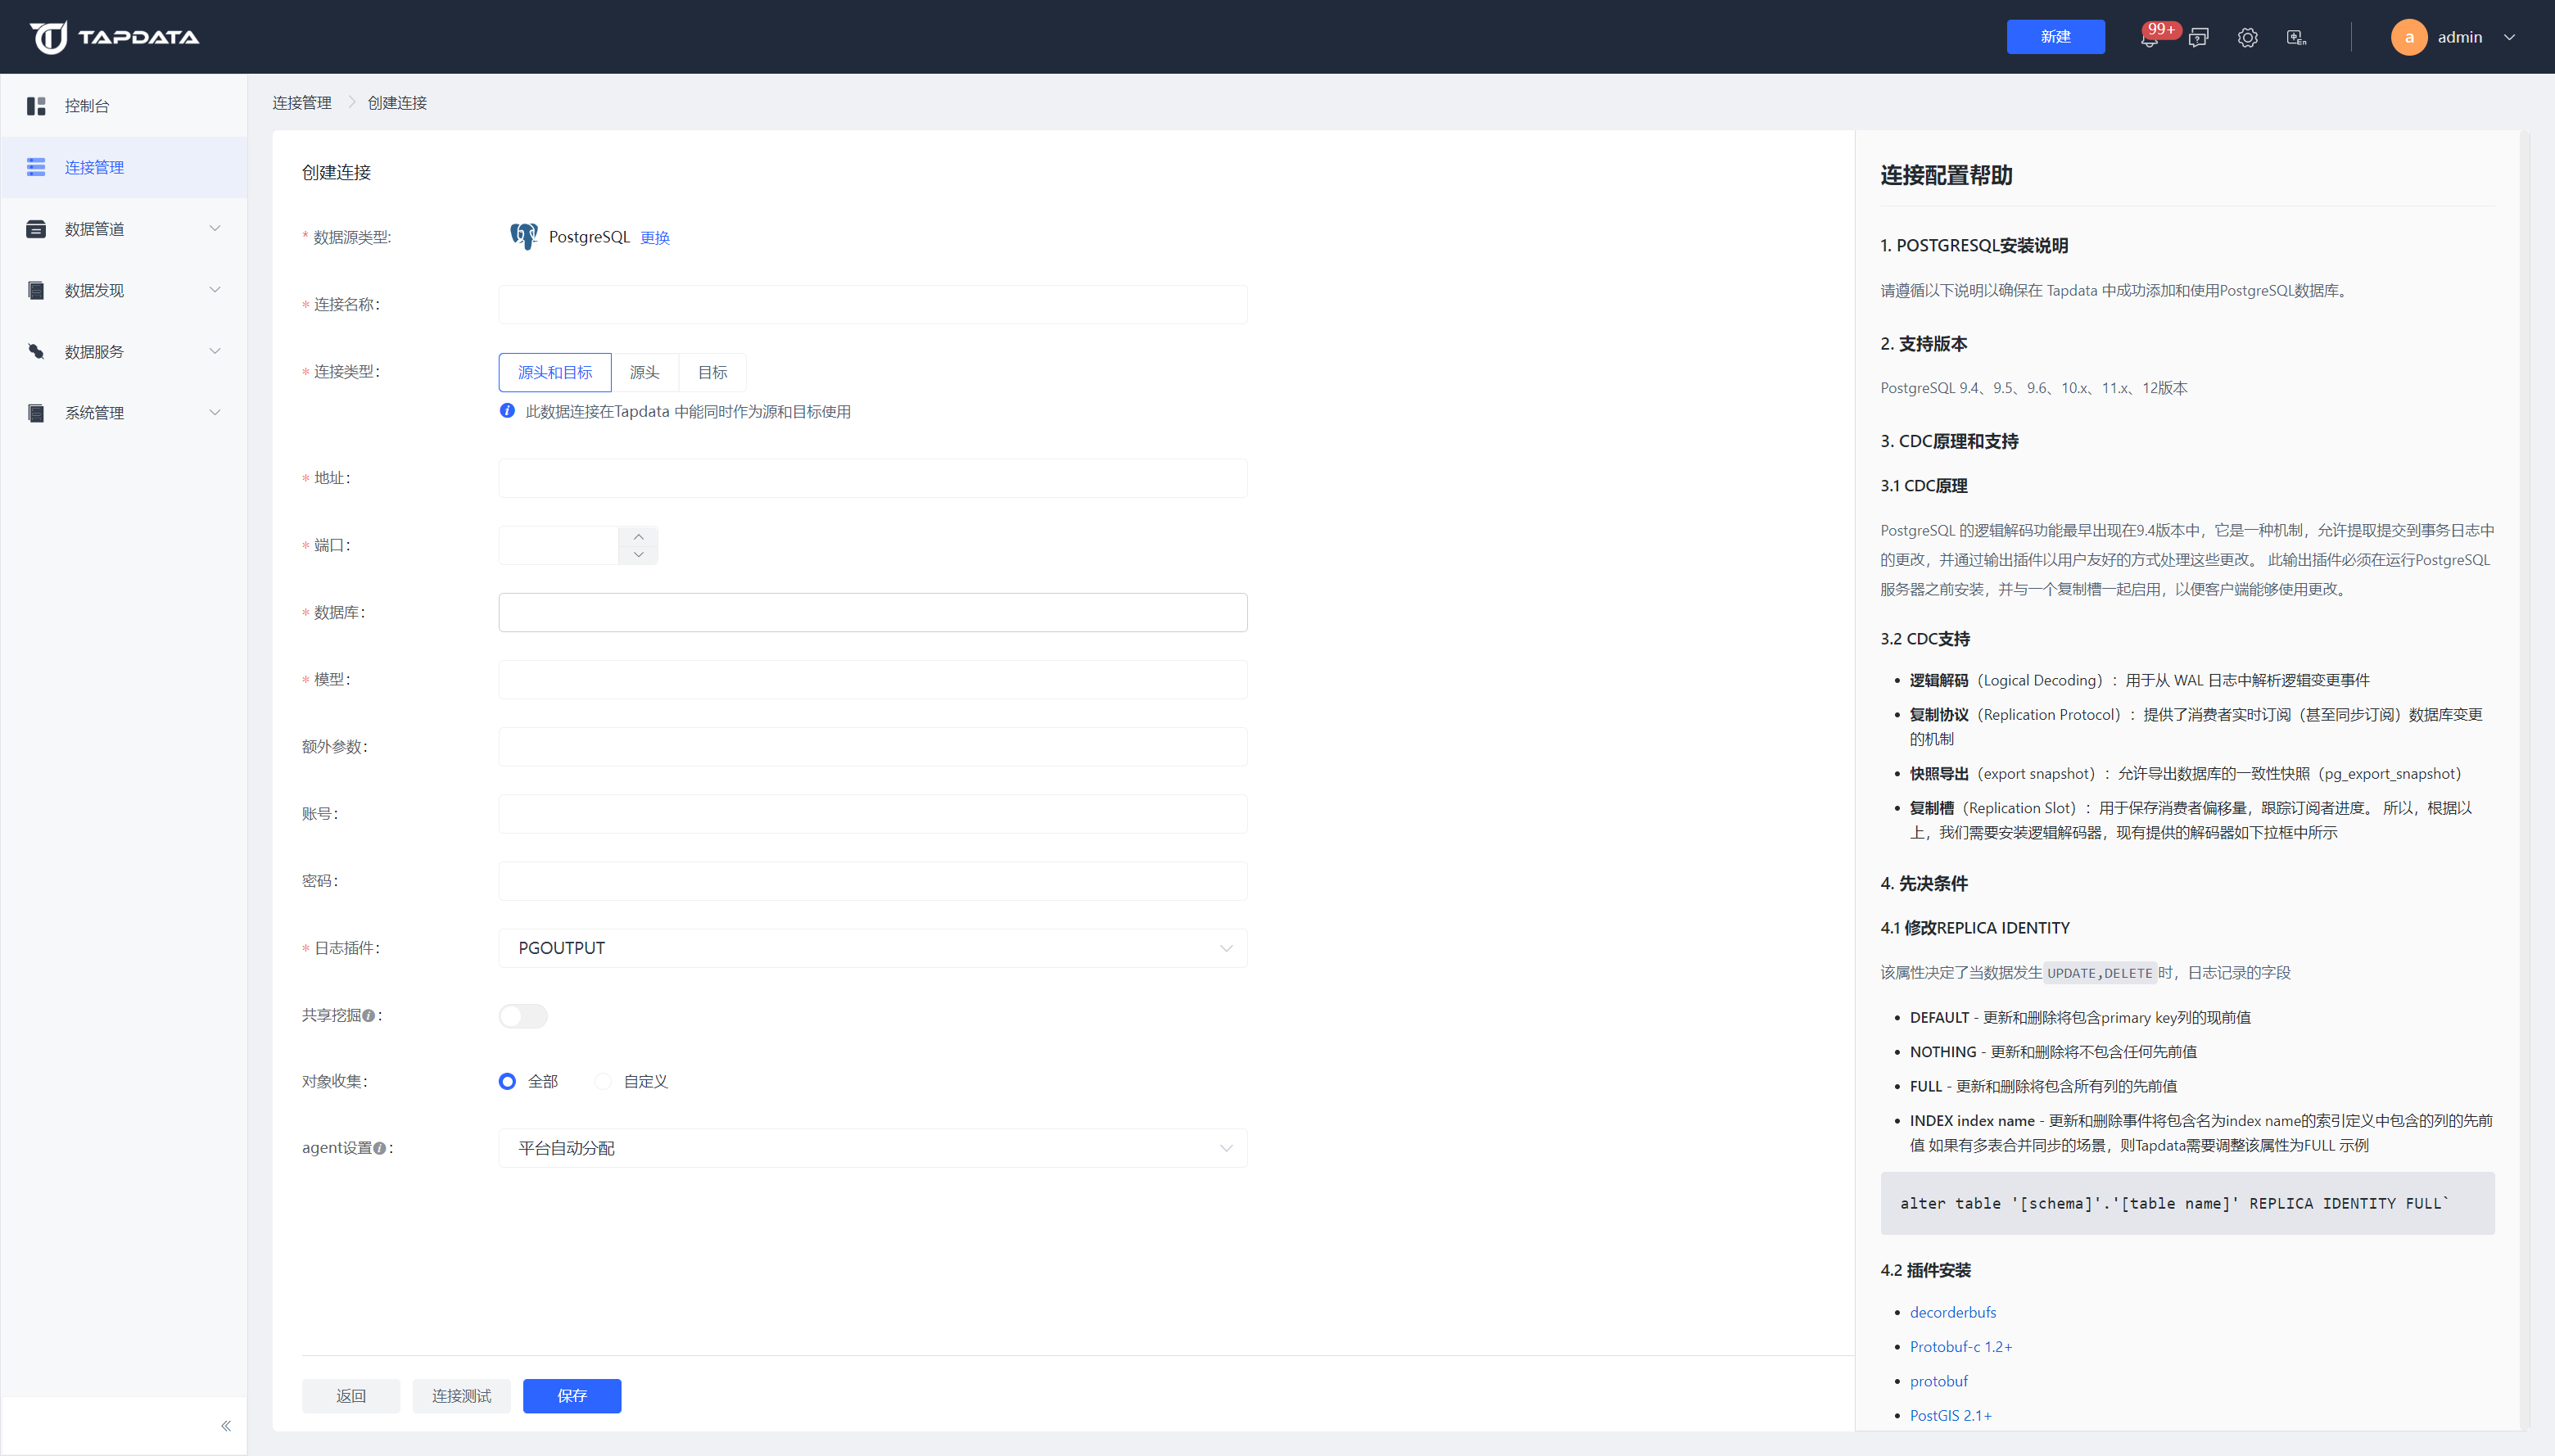 TAPDATA
新建
99+
中En
a
admin
控制台
连接管理
数据管道
数据发现
数据服务
系统管理
连接管理
创建连接
创建连接
* 数据源类型:
PostgreSQL 更换
* 连接名称:
* 连接类型:
源头和目标
源头
目标
此数据连接在Tapdata 中能同时作为源和目标使用
* 地址:
* 端口:
* 数据库:
* 模型:
额外参数:
账号:
密码:
* 日志插件:
PGOUTPUT
共享挖掘:
对象收集:
全部
自定义
agent设置:
平台自动分配
返回
连接测试
保存
连接配置帮助
1. POSTGRESQL安装说明
请遵循以下说明以确保在 Tapdata 中成功添加和使用PostgreSQL数据库。
2. 支持版本
PostgreSQL 9.4、9.5、9.6、10.x、11.x、12版本
3. CDC原理和支持
3.1 CDC原理
PostgreSQL 的逻辑解码功能最早出现在9.4版本中，它是一种机制，允许提取提交到事务日志中
的更改，并通过输出插件以用户友好的方式处理这些更改。 此输出插件必须在运行PostgreSQL
服务器之前安装，并与一个复制槽一起启用，以便客户端能够使用更改。
3.2 CDC支持
• 逻辑解码（Logical Decoding）：用于从 WAL 日志中解析逻辑变更事件
• 复制协议（Replication Protocol）：提供了消费者实时订阅（甚至同步订阅）数据库变更
的机制
• 快照导出（export snapshot）：允许导出数据库的一致性快照（pg_export_snapshot）
• 复制槽（Replication Slot）：用于保存消费者偏移量，跟踪订阅者进度。 所以，根据以
上，我们需要安装逻辑解码器，现有提供的解码器如下拉框中所示
4. 先决条件
4.1 修改REPLICA IDENTITY
该属性决定了当数据发生UPDATE,DELETE时，日志记录的字段
• DEFAULT - 更新和删除将包含primary key列的现前值
• NOTHING - 更新和删除将不包含任何先前值
• FULL - 更新和删除将包含所有列的先前值
• INDEX index name - 更新和删除事件将包含名为index name的索引定义中包含的列的先前
值 如果有多表合并同步的场景，则Tapdata需要调整该属性为FULL 示例
alter table '[schema]'.'[table name]' REPLICA IDENTITY FULL`
4.2 插件安装
• decorderbufs
• Protobuf-c 1.2+
• protobuf
• PostGIS 2.1+